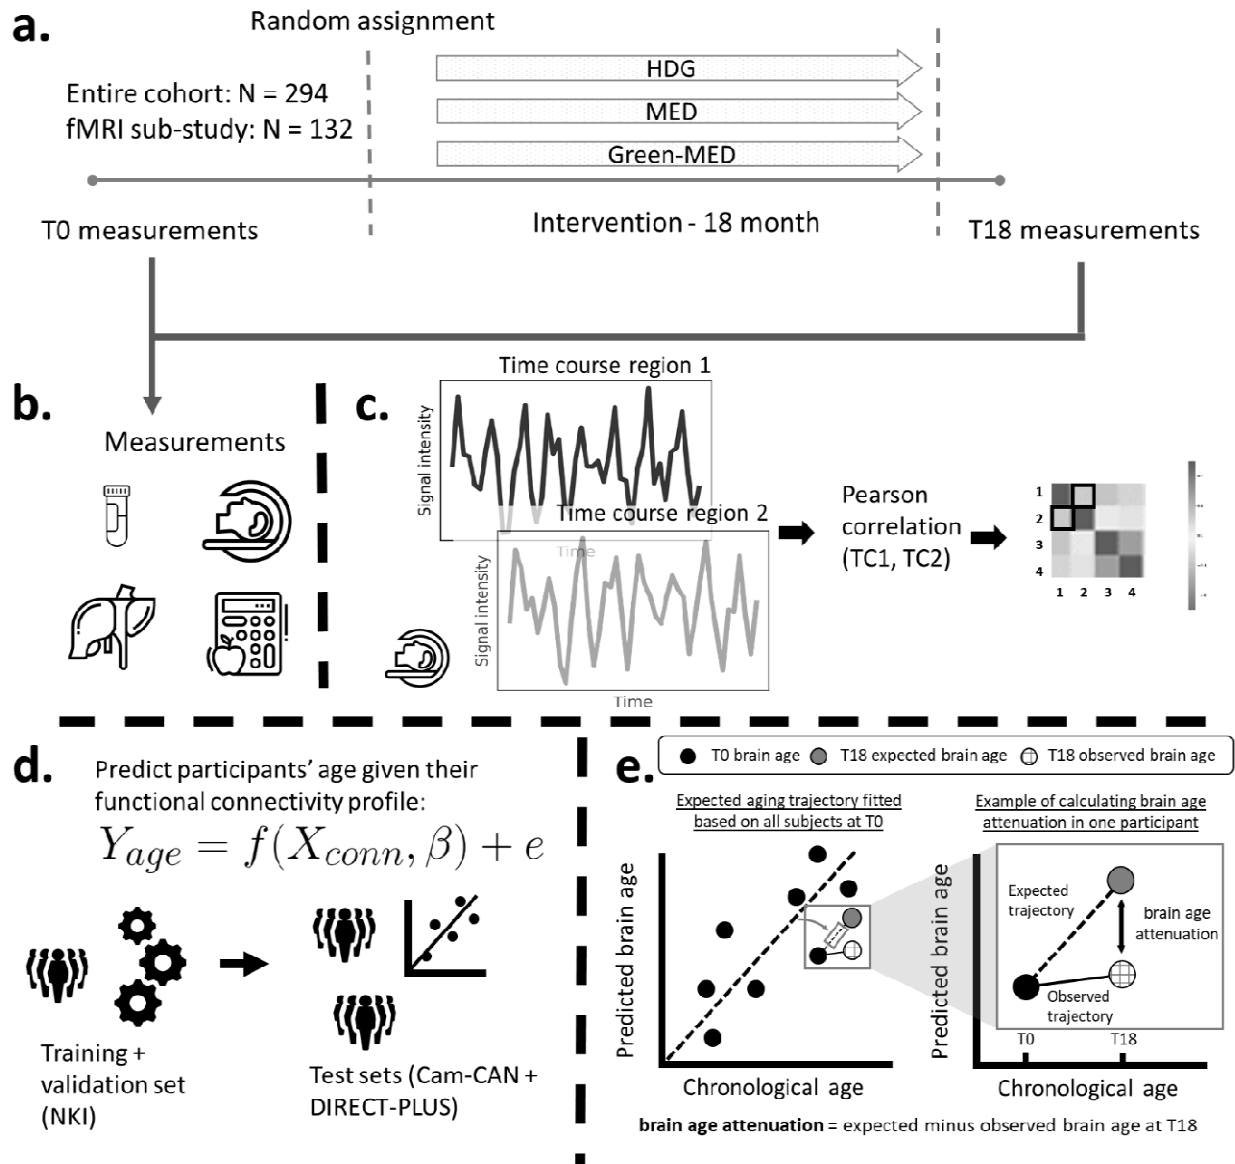 a.
Random assignment
HDG
MED
Green-MED
Entire cohort: N = 294
fMRI sub-study: N = 132
T0 measurements
Intervention - 18 month
T18 measurements
b.
Measurements
c.
Time course region 1
Signal intensity
Time
Time course region 2
Signal intensity
Time
Pearson
correlation
(TC1, TC2)
1
2
3
4
1 2 3 4
d.
Predict participants' age given their
functional connectivity profile:
Y_age = f(X_conn, β) + e
Training +
validation set
(NKI)
Test sets (Cam-CAN +
DIRECT-PLUS)
e.
T0 brain age T18 expected brain age T18 observed brain age
Expected aging trajectory fitted
based on all subjects at T0
Predicted brain age
Chronological age
Example of calculating brain age
attenuation in one participant
Predicted brain age
Expected
trajectory
brain age
attenuation
Observed
trajectory
T0
T18
Chronological age
brain age attenuation = expected minus observed brain age at T18